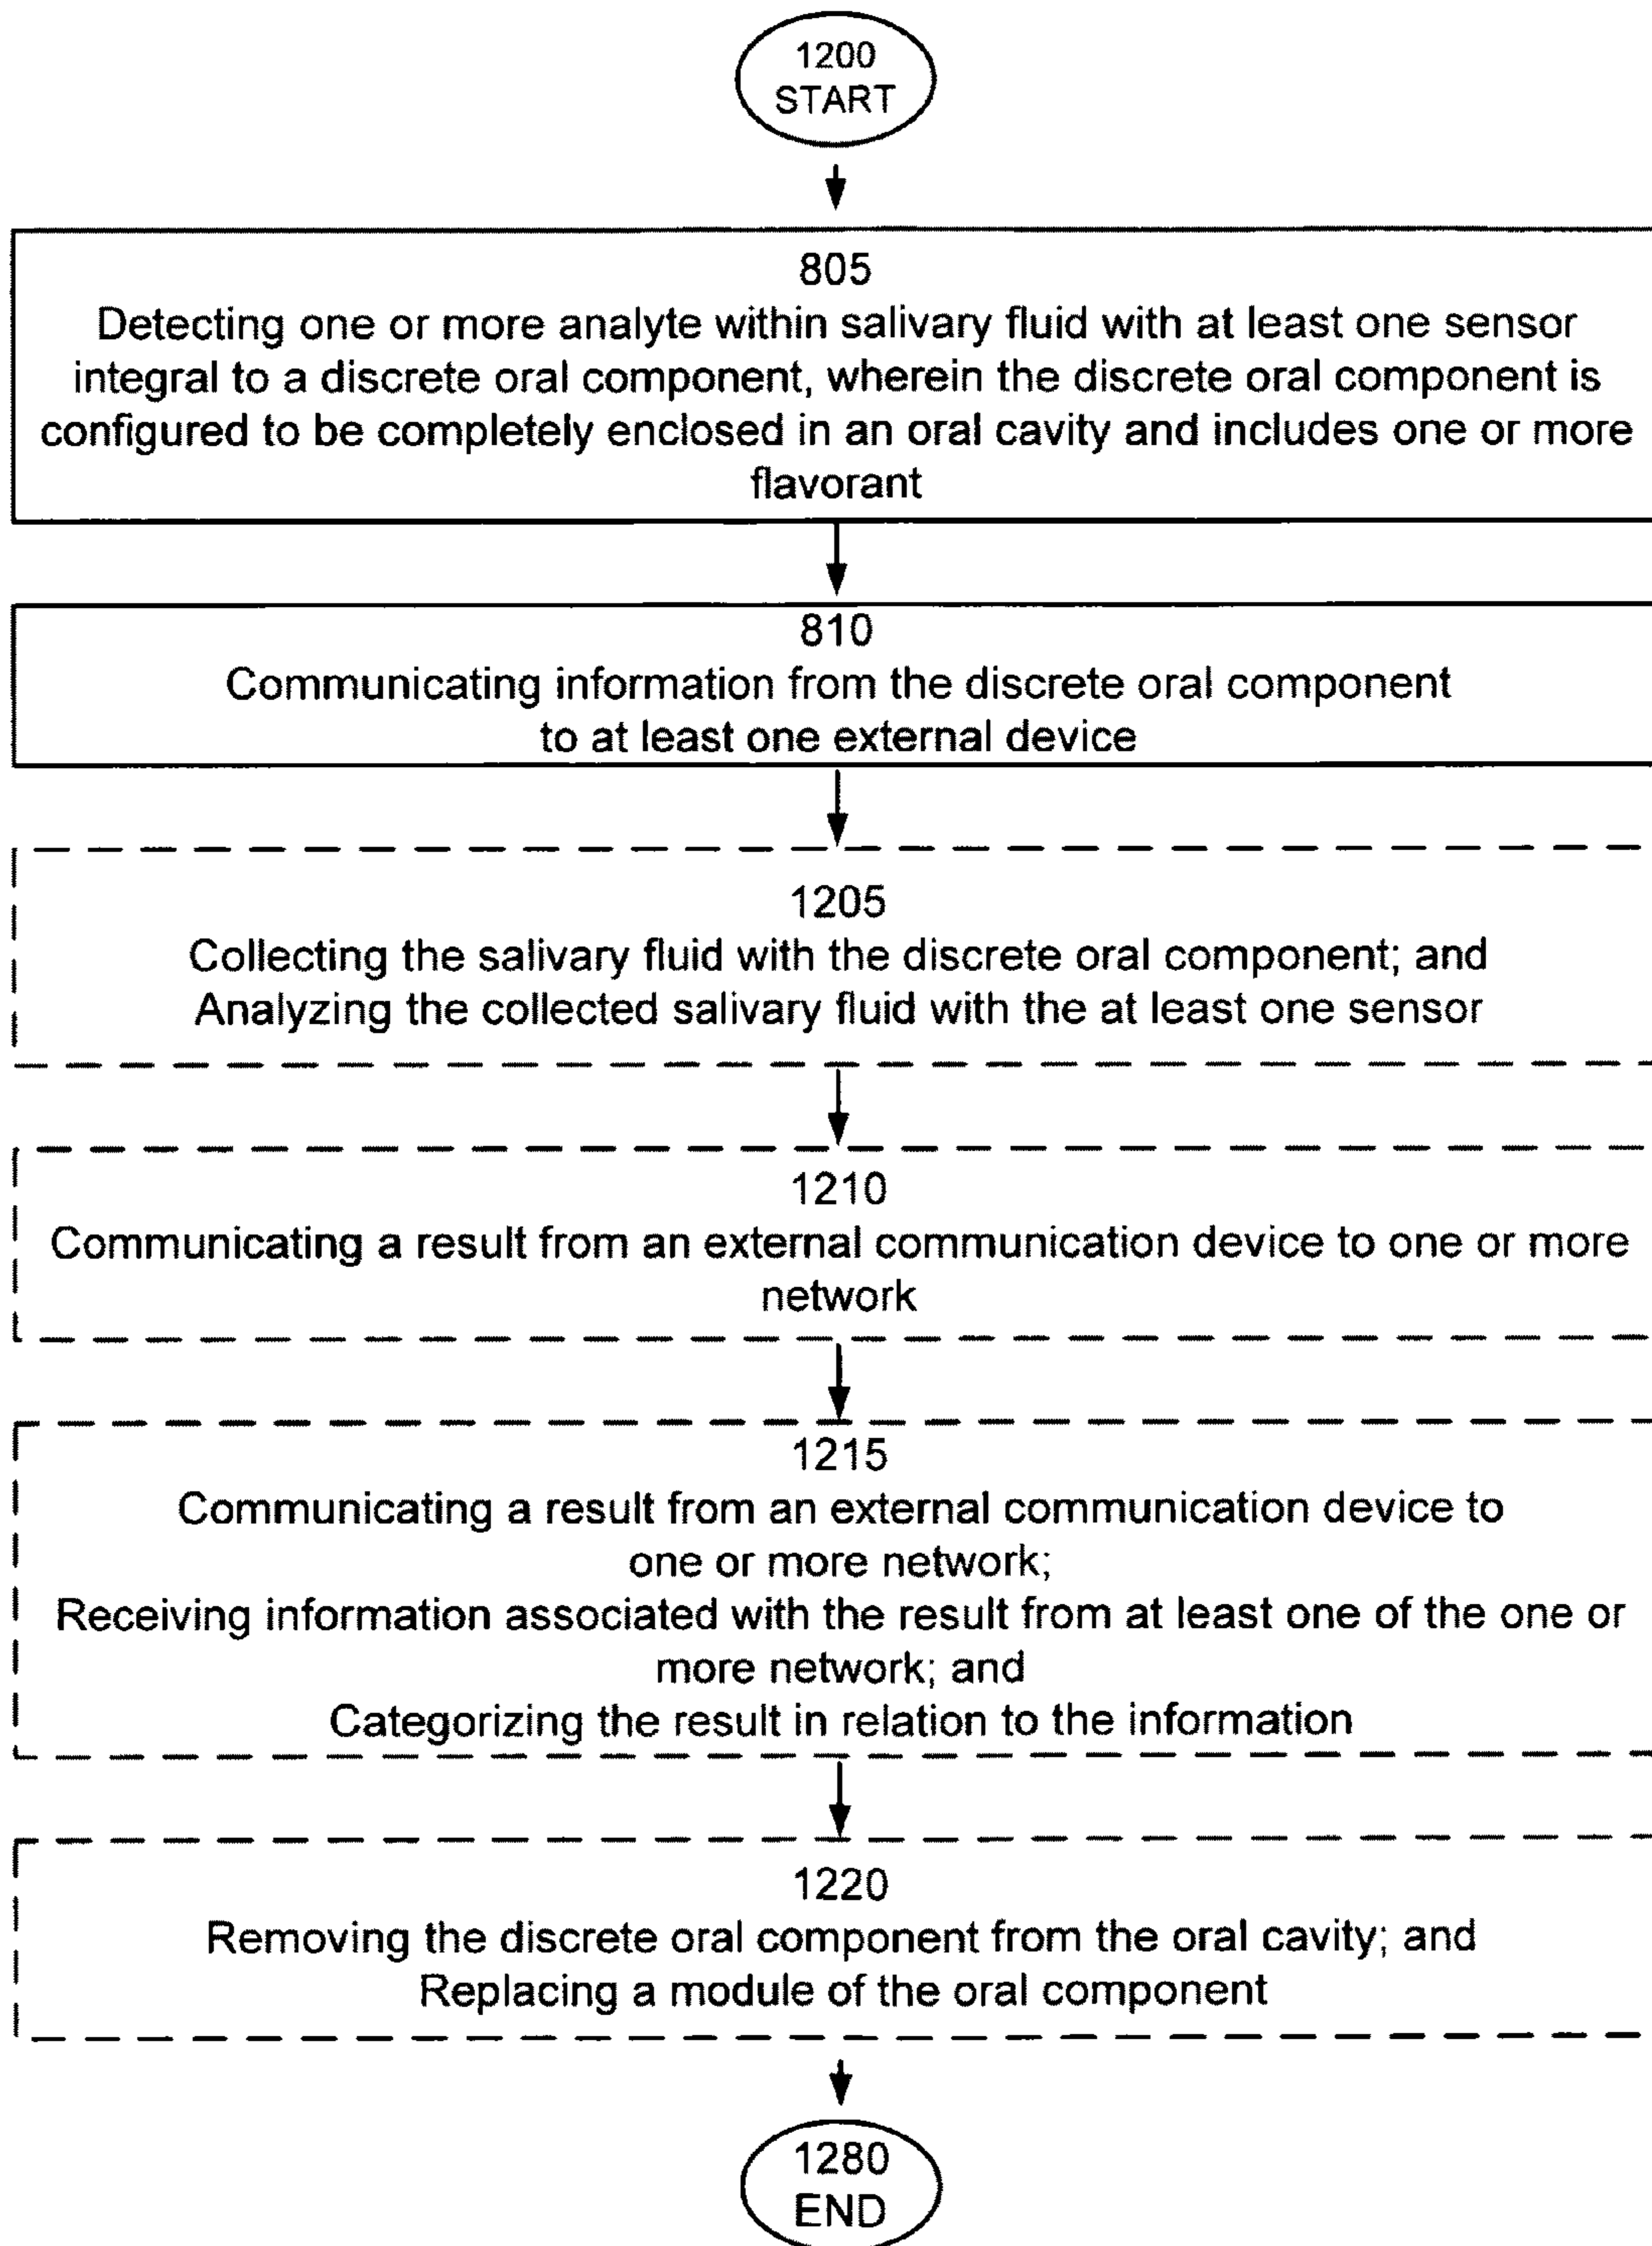 1200
START
805
Detecting one or more analyte within salivary fluid with at least one sensor
integral to a discrete oral component, wherein the discrete oral component is
configured to be completely enclosed in an oral cavity and includes one or more
flavorant
810
Communicating information from the discrete oral component
to at least one external device
1205
Collecting the salivary fluid with the discrete oral component; and
Analyzing the collected salivary fluid with the at least one sensor
1210
Communicating a result from an external communication device to one or more
network
1215
Communicating a result from an external communication device to
one or more network;
Receiving information associated with the result from at least one of the one or
more network; and
Categorizing the result in relation to the information
1220
Removing the discrete oral component from the oral cavity; and
Replacing a module of the oral component
1280
END